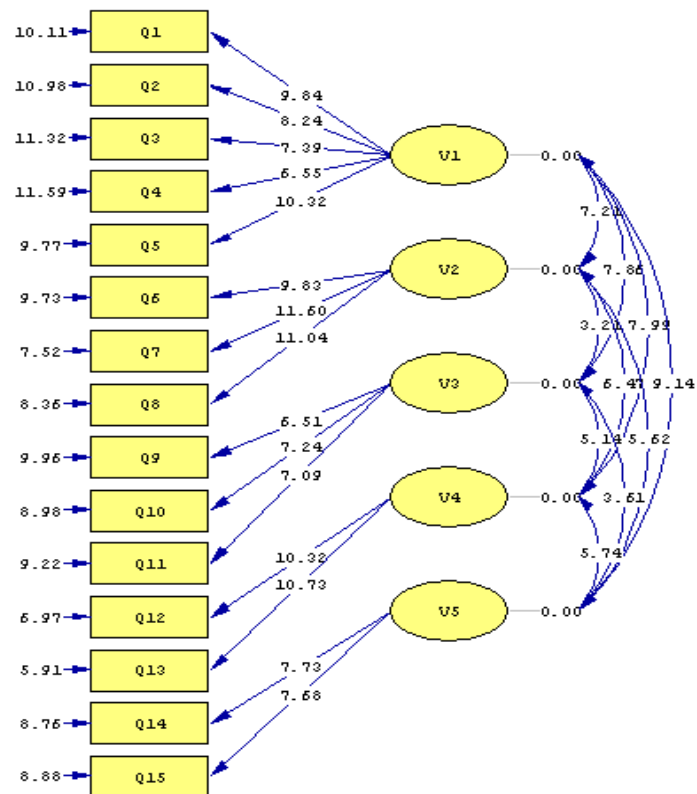 10.11 Q1
9.84
10.98 Q2
8.24
11.32 Q3
7.39
V1 0.00
11.59 Q4
6.55
10.32
7.21
9.77 Q5
9.83
V2 0.00
7.86
9.73 Q6
11.60
3.21
7.99
7.52 Q7
11.04
V3 0.00
6.47
9.14
8.36 Q8
6.51
5.14
5.62
9.96 Q9
7.24
7.09
V4 0.00
3.61
8.98 Q10
5.74
9.22 Q11
10.32
10.73
V5 0.00
6.97 Q12
5.91 Q13
7.73
7.68
8.76 Q14
8.88 Q15